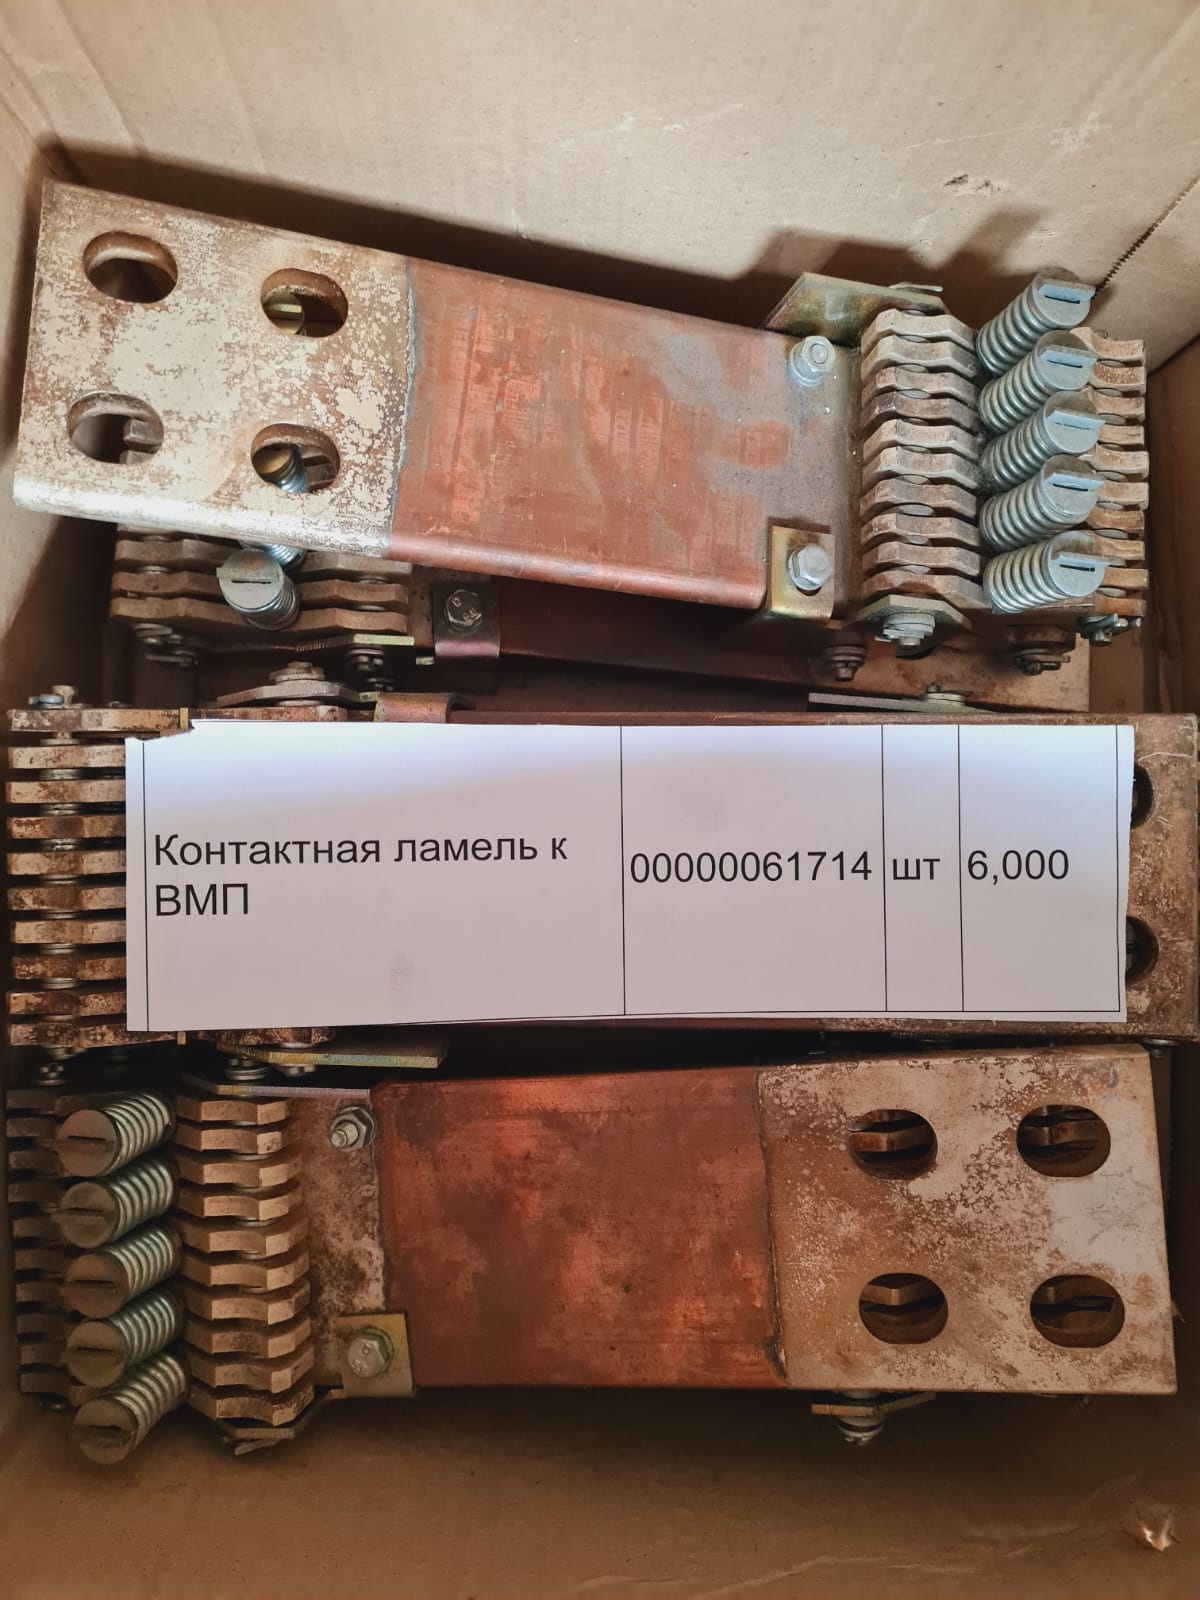 Контактная ламель к
ВМП
00000061714
шт
6,000